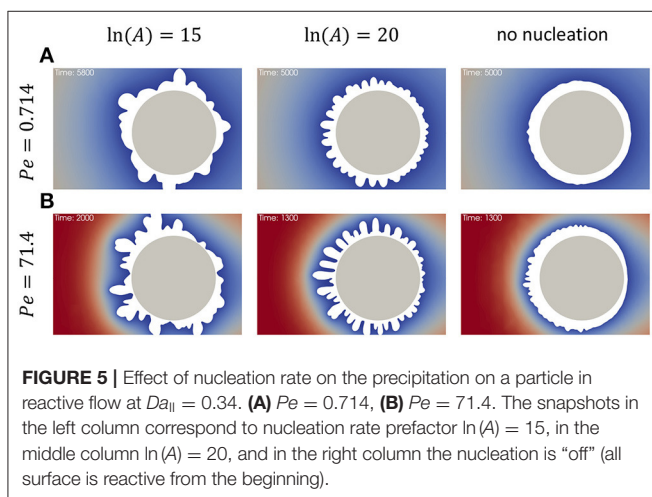 ln(A) = 15 ln(A) = 20 no nucleation
A
Pe = 0.714
Time: 5800 Time: 5000 Time: 5000
B
Pe = 71.4
Time: 2000 Time: 1300 Time: 1300
FIGURE 5 | Effect of nucleation rate on the precipitation on a particle in
reactive flow at Da_II = 0.34. (A) Pe = 0.714, (B) Pe = 71.4. The snapshots in
the left column correspond to nucleation rate prefactor ln(A) = 15, in the
middle column ln(A) = 20, and in the right column the nucleation is “off” (all
surface is reactive from the beginning).